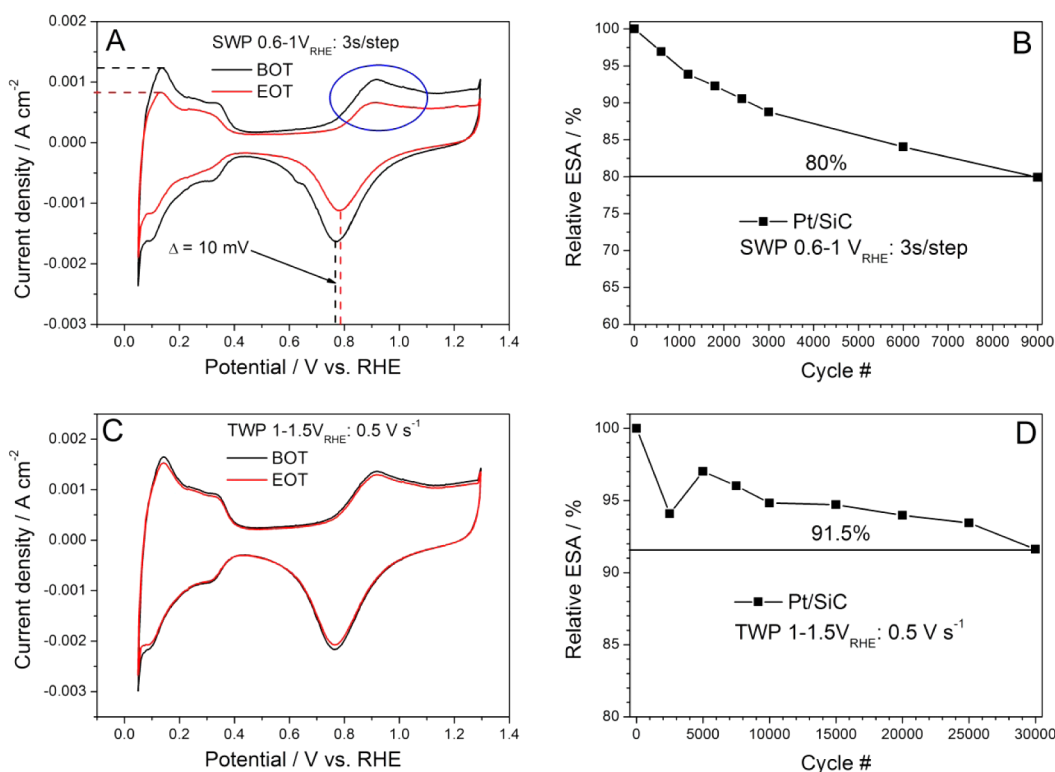 A
SWP 0.6-1V_RHE: 3s/step
BOT
EOT
Δ = 10 mV
0.002
0.001
0.000
-0.001
-0.002
-0.003
Current density / A cm⁻²
0.0 0.2 0.4 0.6 0.8 1.0 1.2 1.4
Potential / V vs. RHE
B
100
95
90
85
80
75
70
65
60
Relative ESA / %
80%
Pt/SiC
SWP 0.6-1 V_RHE: 3s/step
0 1000 2000 3000 4000 5000 6000 7000 8000 9000
Cycle #
C
TWP 1-1.5V_RHE: 0.5 V s⁻¹
BOT
EOT
0.002
0.001
0.000
-0.001
-0.002
-0.003
Current density / A cm⁻²
0.0 0.2 0.4 0.6 0.8 1.0 1.2 1.4
Potential / V vs. RHE
D
100
95
90
85
80
Relative ESA / %
91.5%
Pt/SiC
TWP 1-1.5V_RHE: 0.5 V s⁻¹
0 5000 10000 15000 20000 25000 30000
Cycle #